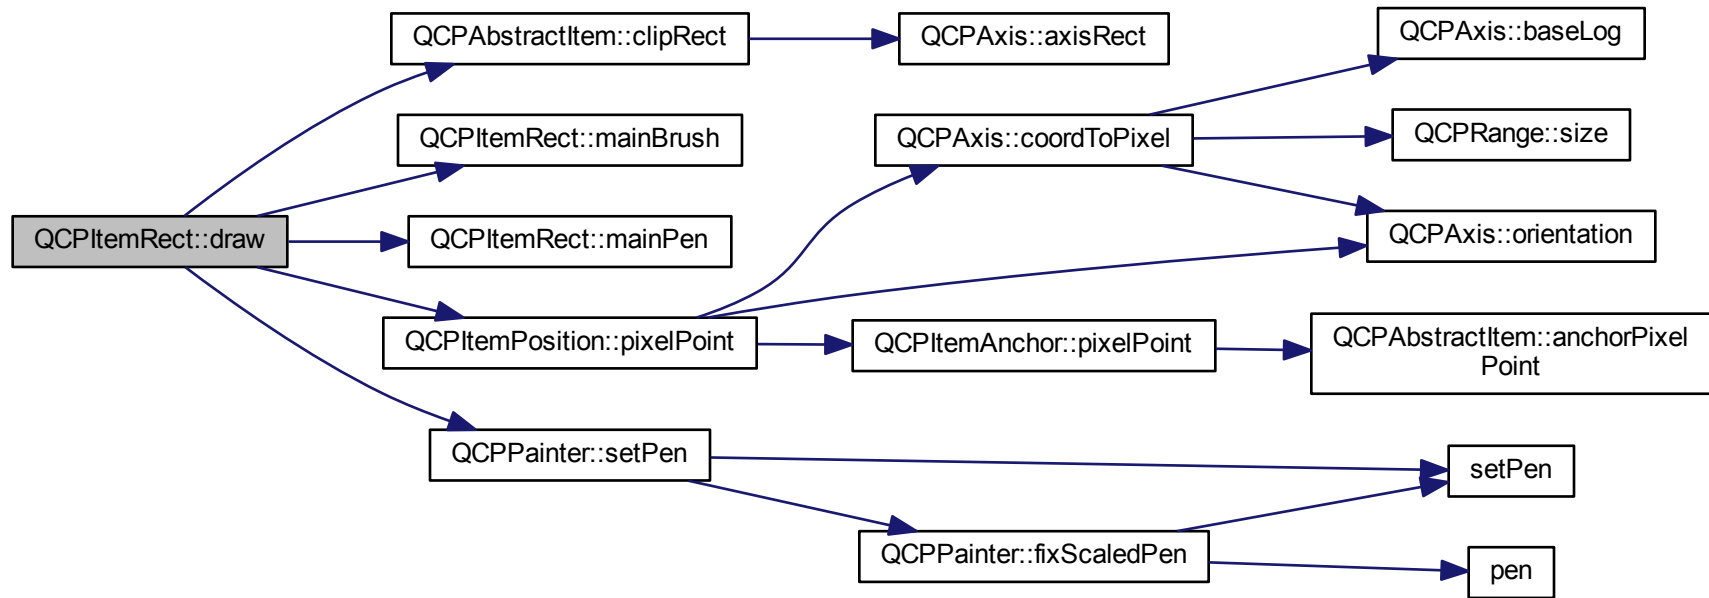 QCPItemRect::draw
QCPAbstractItem::clipRect
QCPItemRect::mainBrush
QCPItemRect::mainPen
QCPItemPosition::pixelPoint
QCPPainter::setPen
QCPAxis::axisRect
QCPAxis::coordToPixel
QCPItemAnchor::pixelPoint
QCPPainter::fixScaledPen
QCPAxis::baseLog
QCPRange::size
QCPAxis::orientation
QCPAbstractItem::anchorPixel
Point
setPen
pen